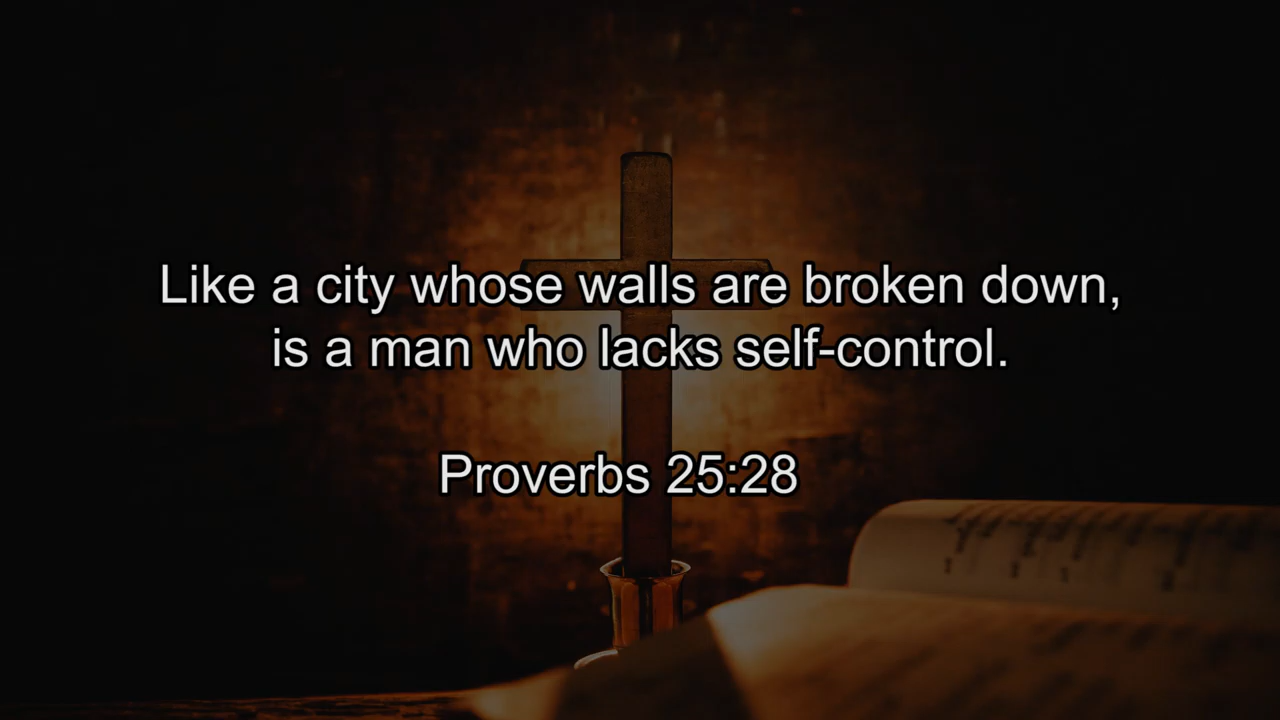 Like a city whose walls are broken down,
is a man who lacks self-control.
Proverbs 25:28